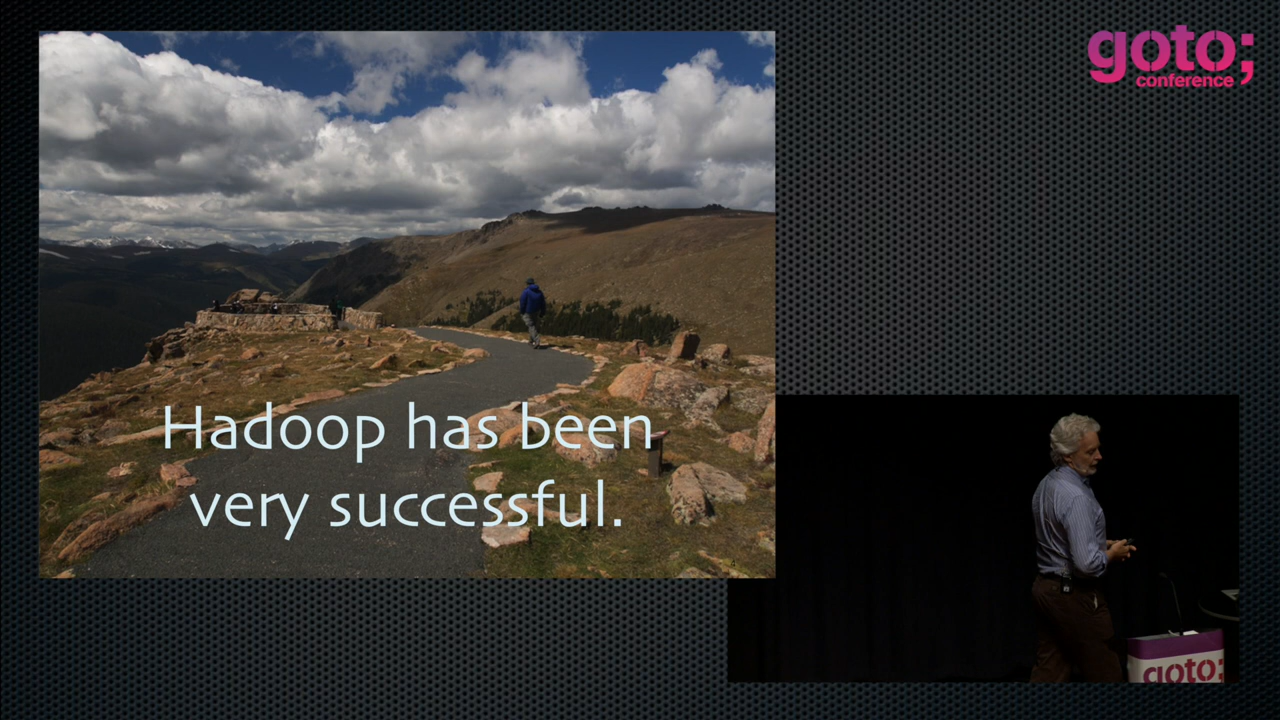 goto;
conference
Hadoop has been
very successful.
goto;